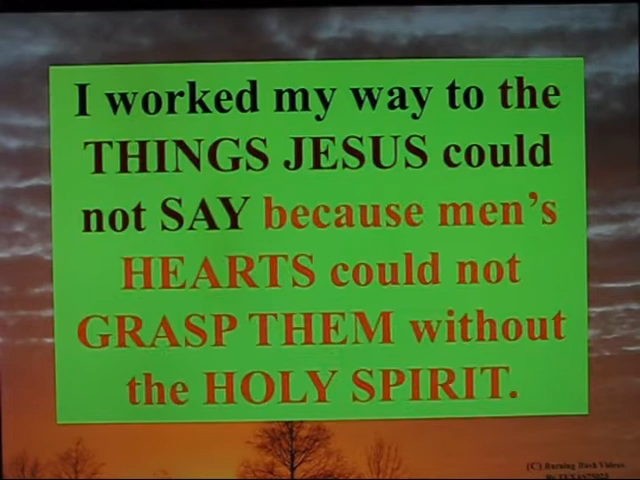 I worked my way to the
THINGS JESUS could
not SAY because men's
HEARTS could not
GRASP THEM without
the HOLY SPIRIT.
(C) Burning Bush Videos